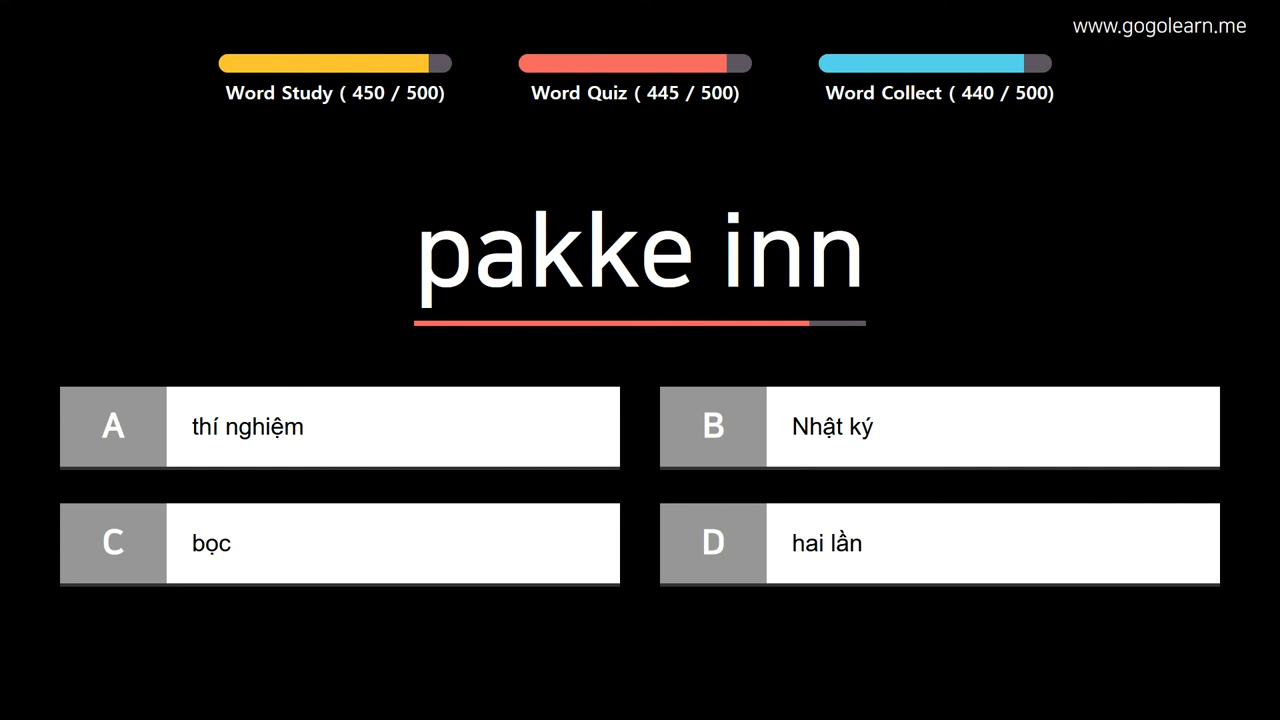 www.gogolearn.me
Word Study ( 450 / 500)
Word Quiz ( 445 / 500)
Word Collect ( 440 / 500)
pakke inn
A
thí nghiệm
B
Nhật ký
C
bọc
D
hai lần